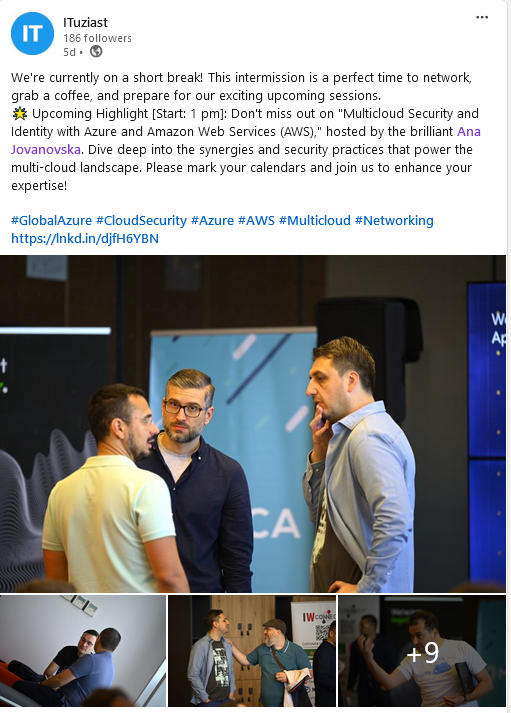 IT
ITuziast
186 followers
5d •
We're currently on a short break! This intermission is a perfect time to network,
grab a coffee, and prepare for our exciting upcoming sessions.
🌟 Upcoming Highlight [Start: 1 pm]: Don't miss out on "Multicloud Security and
Identity with Azure and Amazon Web Services (AWS)," hosted by the brilliant Ana
Jovanovska. Dive deep into the synergies and security practices that power the
multi-cloud landscape. Please mark your calendars and join us to enhance your
expertise!
#GlobalAzure #CloudSecurity #Azure #AWS #Multicloud #Networking
https://lnkd.in/djfH6YBN
CA
+9